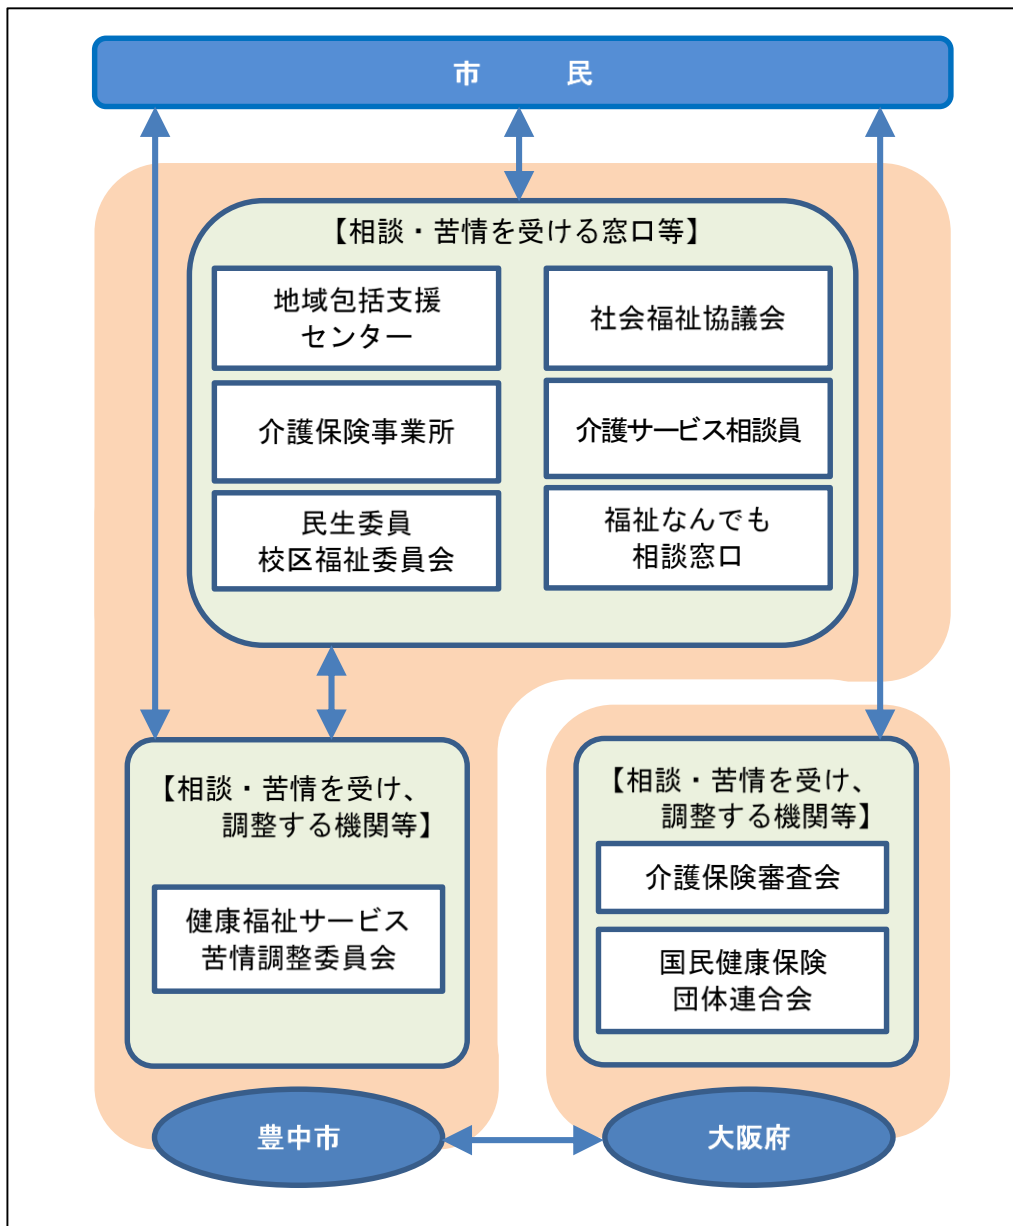 市 民
【相談・苦情を受ける窓口等】
地域包括支援
センター
社会福祉協議会
介護保険事業所
介護サービス相談員
民生委員
校区福祉委員会
福祉なんでも
相談窓口
【相談・苦情を受け、
調整する機関等】
健康福祉サービス
苦情調整委員会
【相談・苦情を受け、
調整する機関等】
介護保険審査会
国民健康保険
団体連合会
豊中市
大阪府